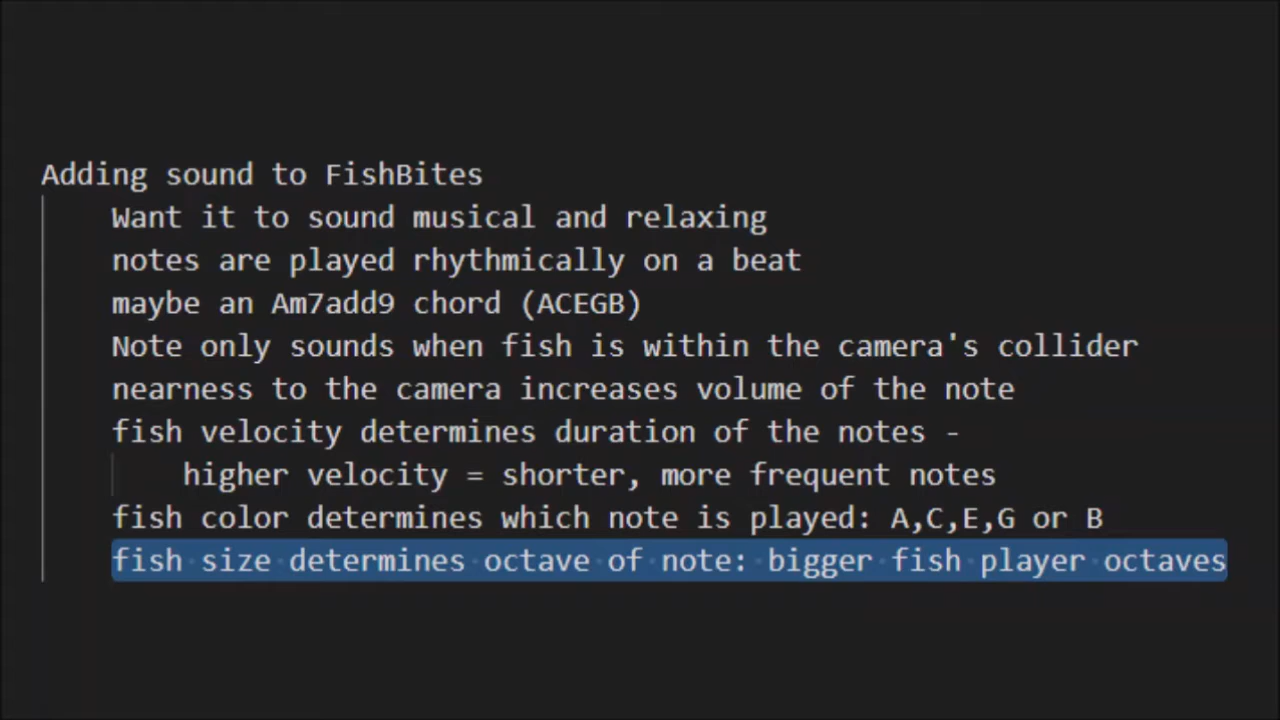 Adding sound to FishBites
Want it to sound musical and relaxing
notes are played rhythmically on a beat
maybe an Am7add9 chord (ACEGB)
Note only sounds when fish is within the camera's collider
nearness to the camera increases volume of the note
fish velocity determines duration of the notes -
higher velocity = shorter, more frequent notes
fish color determines which note is played: A,C,E,G or B
fish size determines octave of note: bigger fish player octaves